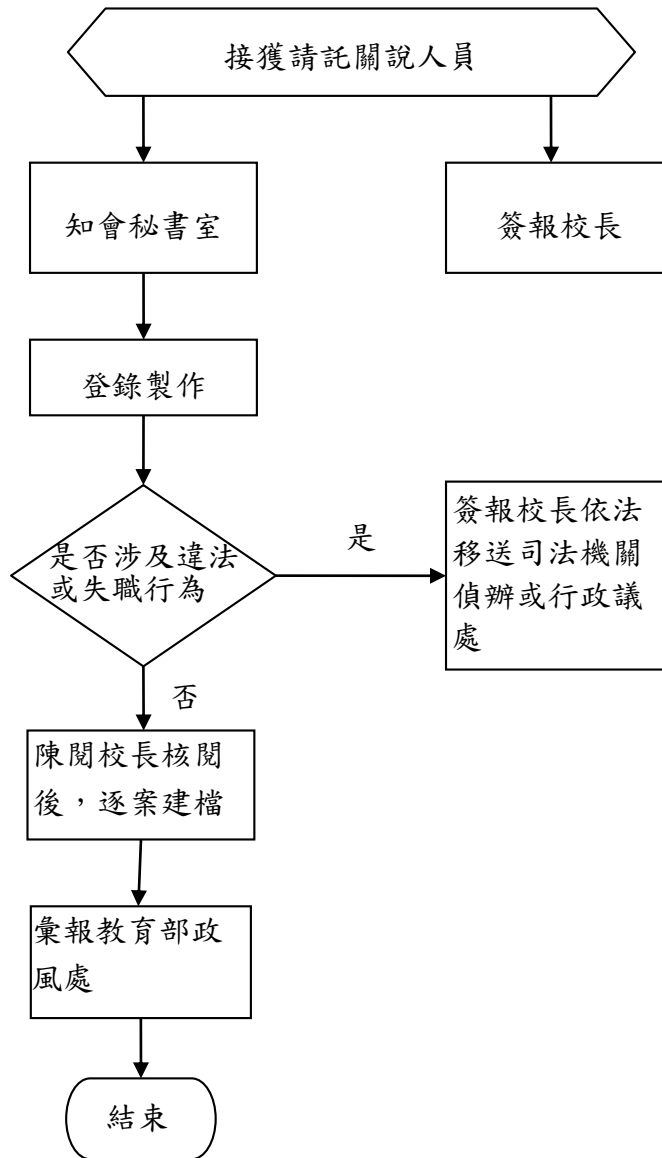 接獲請託關說人員
知會秘書室
簽報校長
登錄製作
是否涉及違法
或失職行為
是
簽報校長依法
移送司法機關
偵辦或行政議
處
否
陳閱校長核閱
後，逐案建檔
彙報教育部政
風處
結束